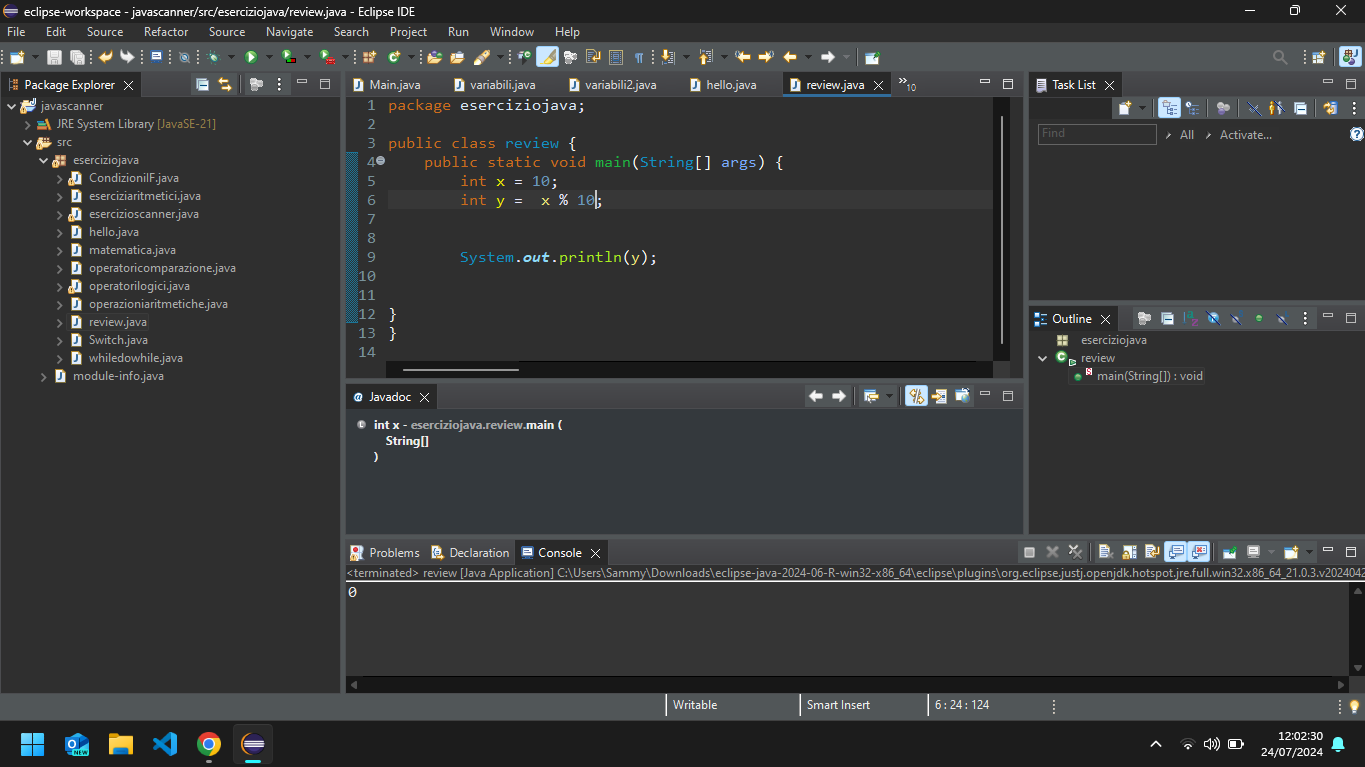 eclipse-workspace - javascanner/src/eserciziojava/review.java - Eclipse IDE
File Edit Source Refactor Source Navigate Search Project Run Window Help
Package Explorer
javascanner
JRE System Library [JavaSE-21]
src
eserciziojava
CondizioniIF.java
eserciziaritmetici.java
esercizioscanner.java
hello.java
matematica.java
operatoricomparazione.java
operatorilogici.java
operazioniaritmetiche.java
review.java
Switch.java
whiledowhile.java
module-info.java
Main.java variabili.java variabili2.java hello.java review.java »10
1 package eserciziojava;
2
3 public class review {
4 public static void main(String[] args) {
5 int x = 10;
6 int y =  x % 10;
7
8
9 System.out.println(y);
10
11
12 }
13 }
14
Javadoc
int x - eserciziojava.review.main (
String[]
)
Problems Declaration Console
<terminated> review [Java Application] C:\Users\Sammy\Downloads\eclipse-java-2024-06-R-win32-x86_64\eclipse\plugins\org.eclipse.justj.openjdk.hotspot.jre.full.win32.x86_64_21.0.3.v2024042
0
Task List
Find All Activate...
Outline
eserciziojava
review
main(String[]) : void
Writable Smart Insert 6 : 24 : 124
NEW
12:02:30
24/07/2024